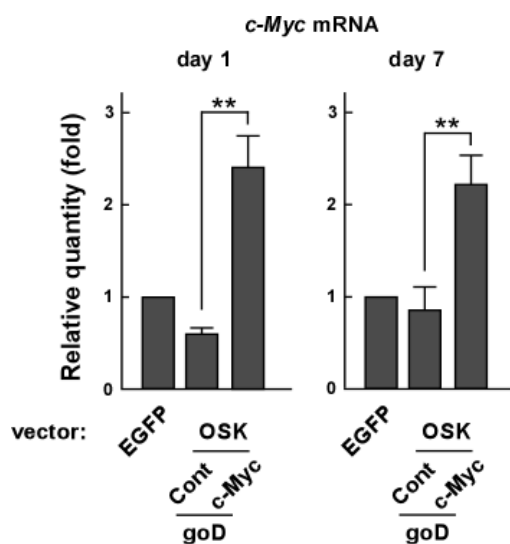 c-Myc mRNA
day 1
day 7
Relative quantity (fold)
3
2
1
0
**
3
2
1
0
**
vector:
EGFP
OSK
Cont
c-Myc
goD
EGFP
OSK
Cont
c-Myc
goD